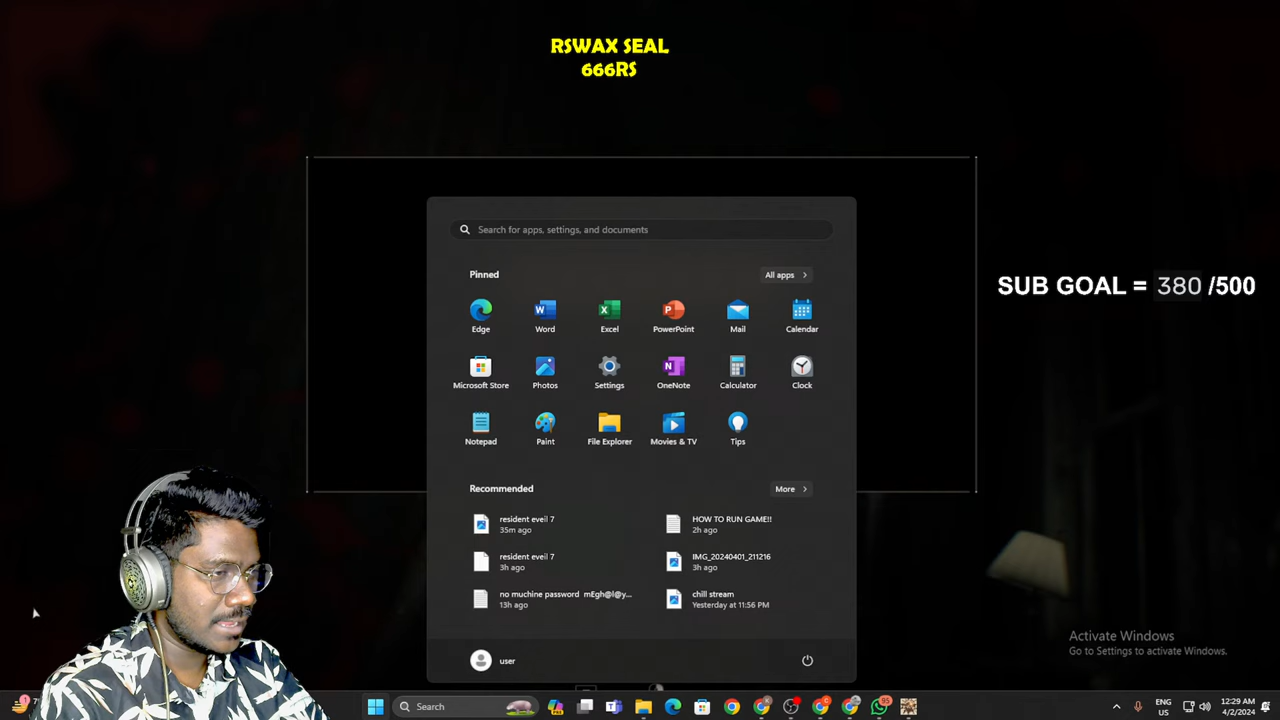 RSWAX SEAL
666RS
SUB GOAL = 380 /500
Search for apps, settings, and documents
Pinned
All apps
Edge
Word
Excel
PowerPoint
Mail
Calendar
Microsoft Store
Photos
Settings
OneNote
Calculator
Clock
Notepad
Paint
File Explorer
Movies & TV
Tips
Recommended
More
resident eveil 7
35m ago
HOW TO RUN GAME!!
2h ago
resident eveil 7
3h ago
IMG_20240401_211216
3h ago
no muchine password mEgh@l@y...
13h ago
chill stream
Yesterday at 11:56 PM
user
Activate Windows
Go to Settings to activate Windows.
Search
ENG
US
12:29 AM
4/2/2024